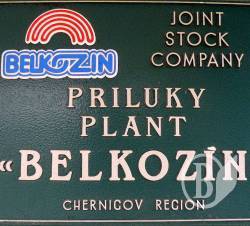 BELKOZIN
JOINT
STOCK
COMPANY
PRILUKY
PLANT
«BELKOZIN
CHERNIGOV REGION